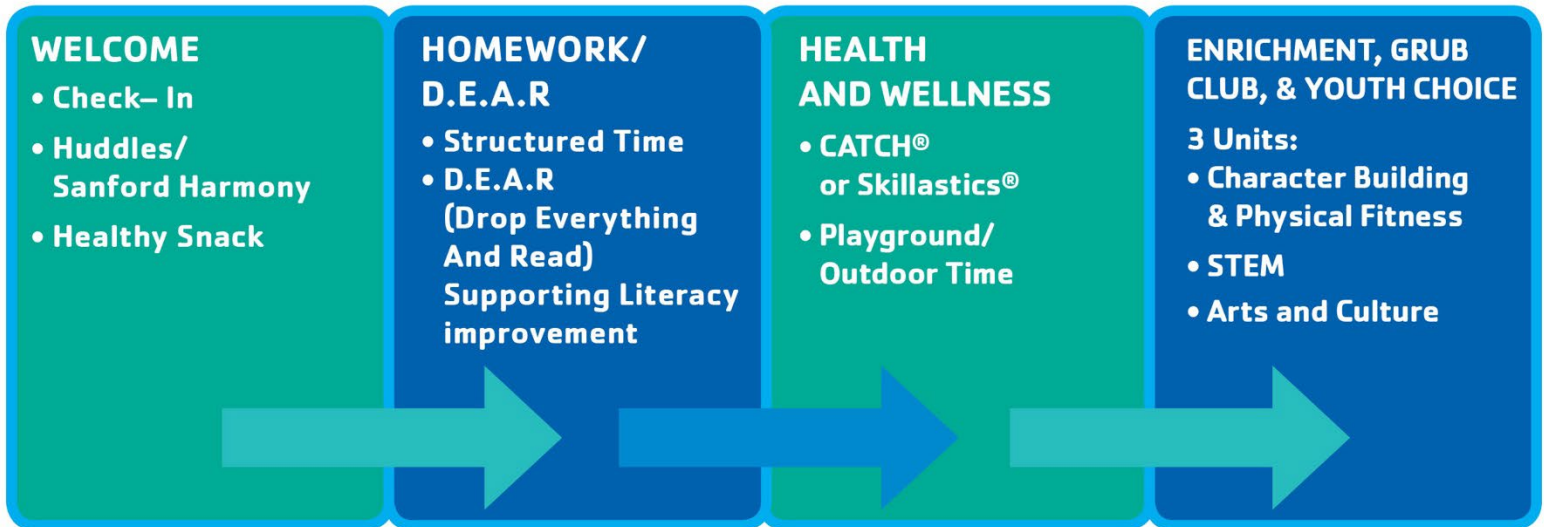 WELCOME
• Check– In
• Huddles/
Sanford Harmony
• Healthy Snack
HOMEWORK/
D.E.A.R
• Structured Time
• D.E.A.R
(Drop Everything
And Read)
Supporting Literacy
improvement
HEALTH
AND WELLNESS
• CATCH®
or Skillastics®
• Playground/
Outdoor Time
ENRICHMENT, GRUB
CLUB, & YOUTH CHOICE
3 Units:
• Character Building
& Physical Fitness
• STEM
• Arts and Culture